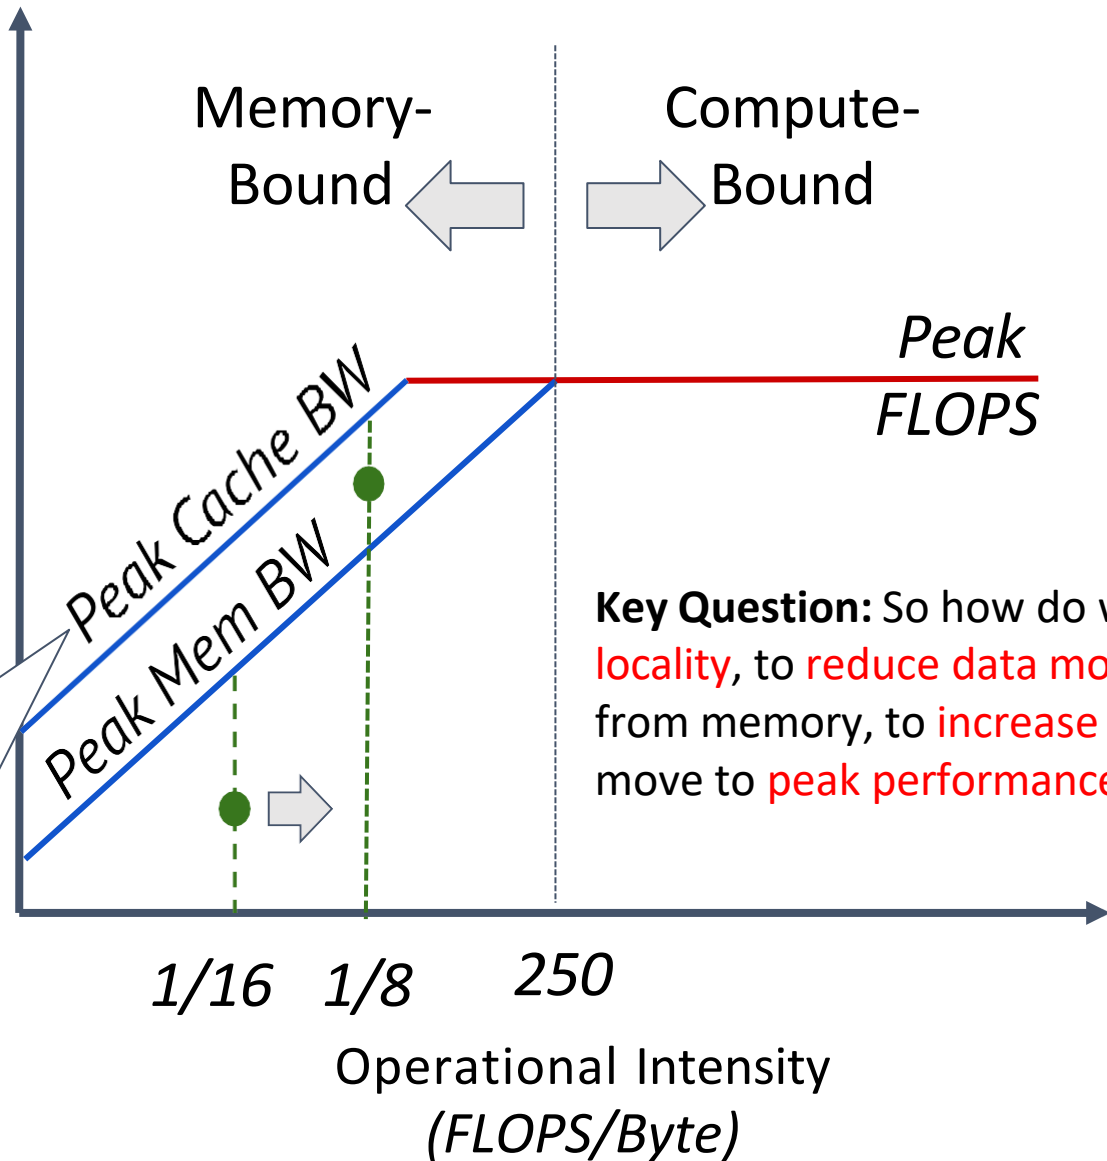 Memory-
Bound
Compute-
Bound
Peak
FLOPS
Peak Cache BW
Peak Mem BW
Key Question: So how do
locality, to reduce data
from memory, to increase
move to peak performance
1/16 1/8 250
Operational Intensity
(FLOPS/Byte)